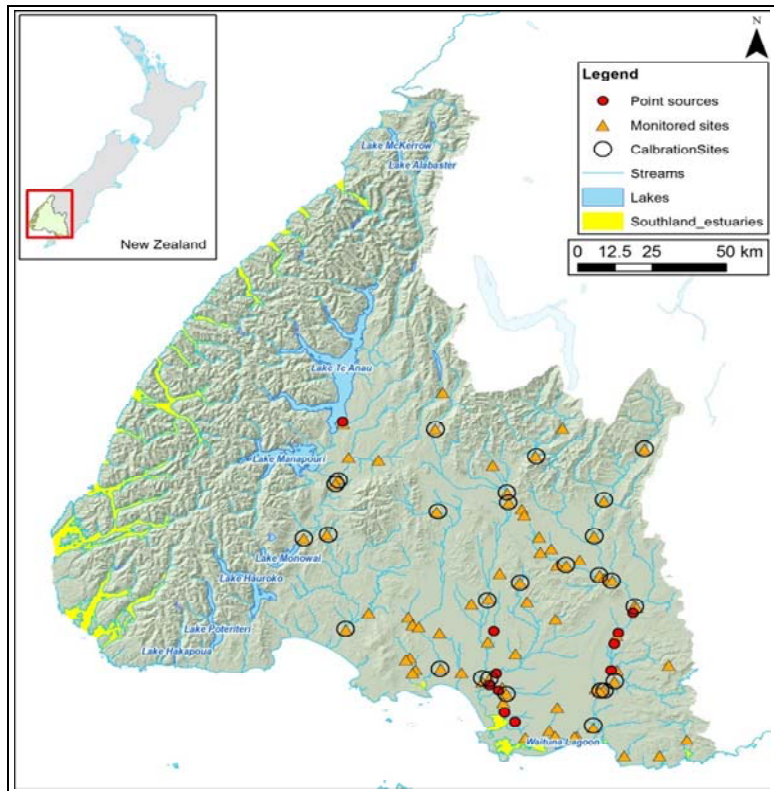 N
Legend
Point sources
Monitored sites
CalbrationSites
Streams
Lakes
Southland_estuaries
0 12.5 25 50 km
New Zealand
Lake McKerrow
Lake Alabaster
Lake Te Anau
Lake Manapouri
Lake Monowai
Lake Hauroko
Lake Poteriteri
Lake Hakapoua
Waituna Lagoon